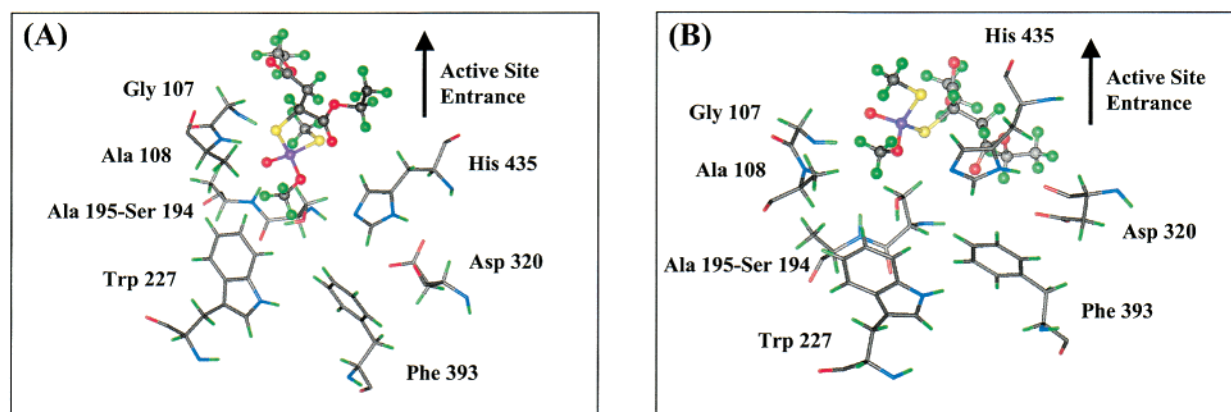 (A)
Active Site
Entrance
Gly 107
Ala 108
His 435
Ala 195-Ser 194
Trp 227
Asp 320
Phe 393
(B)
His 435
Active Site
Entrance
Gly 107
Ala 108
Asp 320
Ala 195-Ser 194
Phe 393
Trp 227